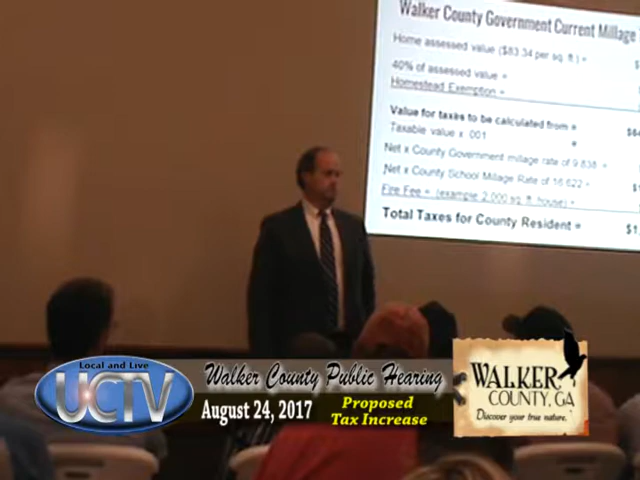 Walker County Government Current Millage
Home assessed value ($83.34 per sq. ft.) =
40% of assessed value =
Homestead Exemption =
Value for taxes to be calculated from =
Taxable value x .001 =
Net x County Government millage rate of 9.838 =
Net x County School Millage Rate of 16.622 =
Fire Fee = (example 2,000 sq. ft. house) =
Total Taxes for County Resident =
Local and Live
UCTV
Walker County Public Hearing
August 24, 2017
Proposed
Tax Increase
WALKER
COUNTY, GA
Discover your true nature.